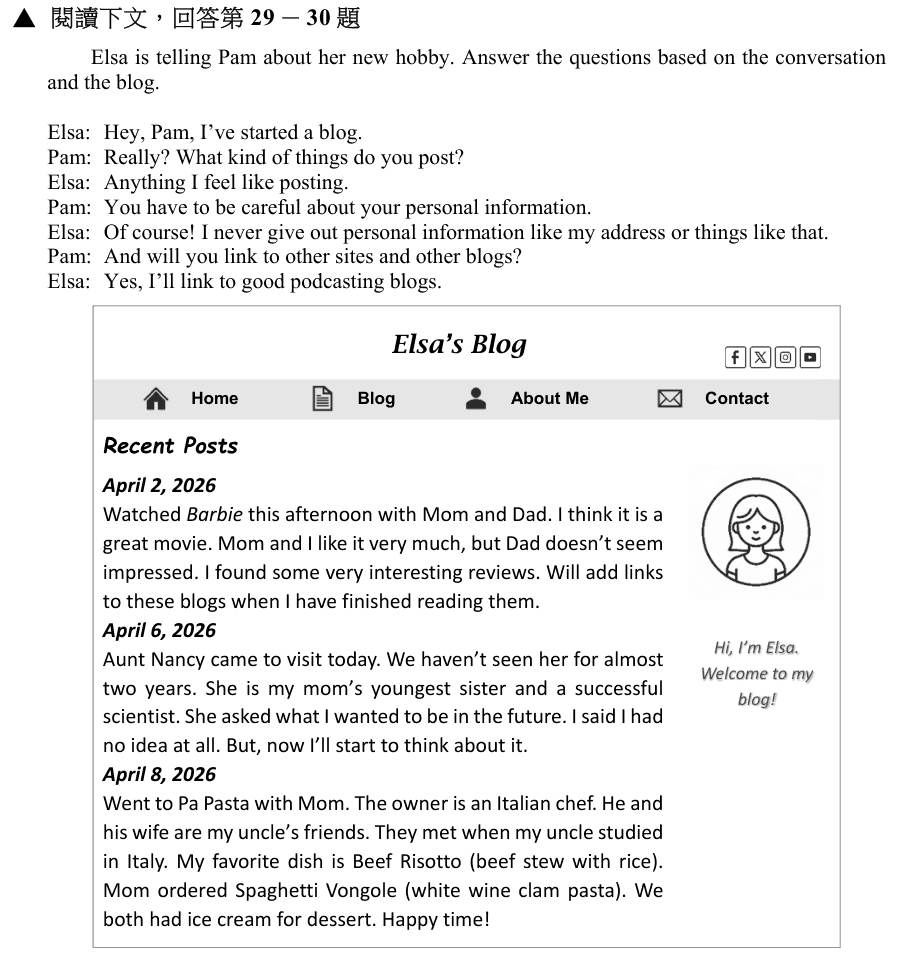 ▲ 閱讀下文，回答第 29－30 題
Elsa is telling Pam about her new hobby. Answer the questions based on the conversation
and the blog.
Elsa: Hey, Pam, I’ve started a blog.
Pam: Really? What kind of things do you post?
Elsa: Anything I feel like posting.
Pam: You have to be careful about your personal information.
Elsa: Of course! I never give out personal information like my address or things like that.
Pam: And will you link to other sites and other blogs?
Elsa: Yes, I’ll link to good podcasting blogs.
Elsa’s Blog
Home Blog About Me Contact
Recent Posts
April 2, 2026
Watched Barbie this afternoon with Mom and Dad. I think it is a
great movie. Mom and I like it very much, but Dad doesn’t seem
impressed. I found some very interesting reviews. Will add links
to these blogs when I have finished reading them.
April 6, 2026
Aunt Nancy came to visit today. We haven’t seen her for almost
two years. She is my mom’s youngest sister and a successful
scientist. She asked what I wanted to be in the future. I said I had
no idea at all. But, now I’ll start to think about it.
April 8, 2026
Went to Pa Pasta with Mom. The owner is an Italian chef. He and
his wife are my uncle’s friends. They met when my uncle studied
in Italy. My favorite dish is Beef Risotto (beef stew with rice).
Mom ordered Spaghetti Vongole (white wine clam pasta). We
both had ice cream for dessert. Happy time!
Hi, I’m Elsa.
Welcome to my
blog!